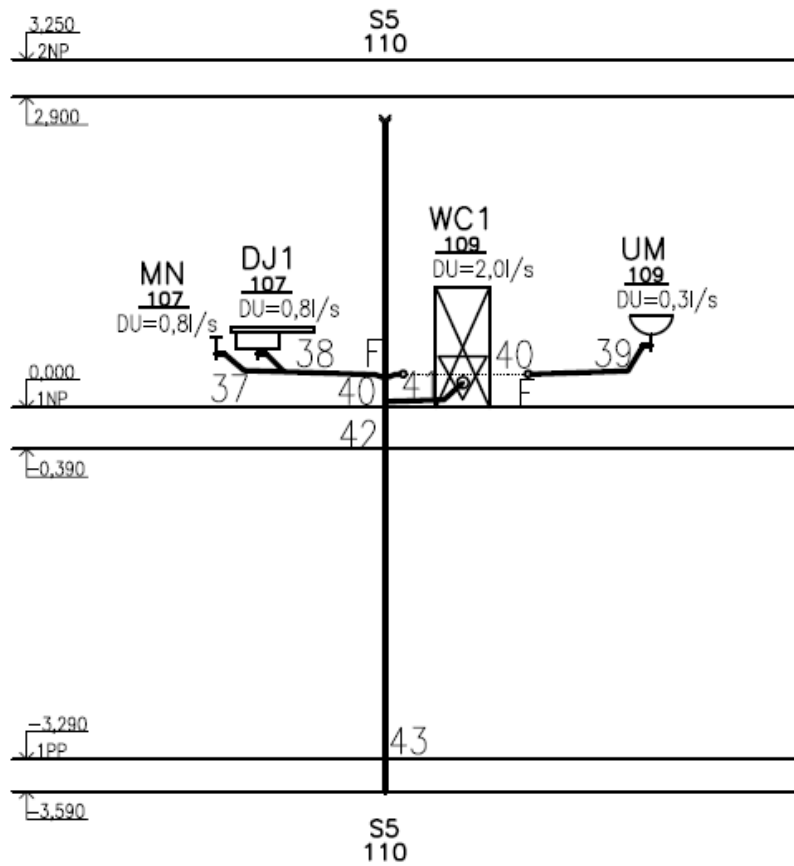 S5
110
3,250
2NP
2,900
WC1
109
DU=2,0l/s
UM
109
DU=0,3l/s
DJ1
107
DU=0,8l/s
MN
107
DU=0,8l/s
38
F
40
39
0,000
1NP
37
40
41
F
42
-0,390
-3,290
1PP
43
-3,590
S5
110